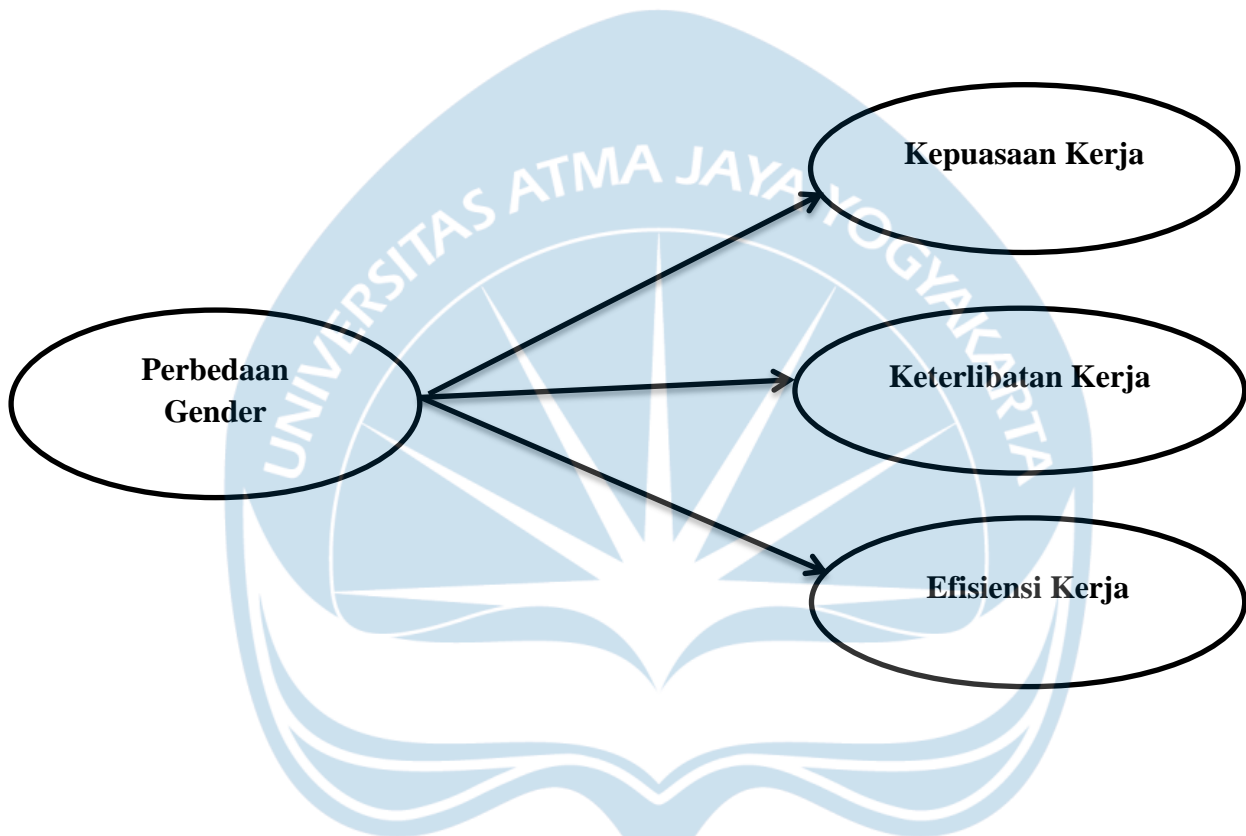 UNIVERSITAS ATMA JAYA YOGYAKARTA
Kepuasaan Kerja
Perbedaan
Gender
Keterlibatan Kerja
Efisiensi Kerja